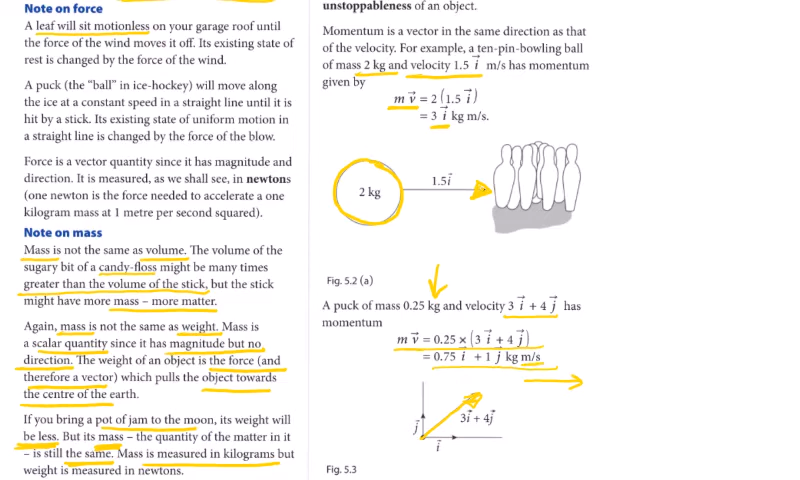 Note on force
A leaf will sit motionless on your garage roof until
the force of the wind moves it off. Its existing state of
rest is changed by the force of the wind.
A puck (the “ball” in ice-hockey) will move along
the ice at a constant speed in a straight line until it is
hit by a stick. Its existing state of uniform motion in
a straight line is changed by the force of the blow.
Force is a vector quantity since it has magnitude and
direction. It is measured, as we shall see, in newtons
(one newton is the force needed to accelerate a one
kilogram mass at 1 metre per second squared).
Note on mass
Mass is not the same as volume. The volume of the
sugary bit of a candy-floss might be many times
greater than the volume of the stick, but the stick
might have more mass – more matter.
Again, mass is not the same as weight. Mass is
a scalar quantity since it has magnitude but no
direction. The weight of an object is the force (and
therefore a vector) which pulls the object towards
the centre of the earth.
If you bring a pot of jam to the moon, its weight will
be less. But its mass – the quantity of the matter in it
– is still the same. Mass is measured in kilograms but
weight is measured in newtons.
unstoppableness of an object.
Momentum is a vector in the same direction as that
of the velocity. For example, a ten-pin-bowling ball
of mass 2 kg and velocity 1.5 i⃗ m/s has momentum
given by
m v⃗ = 2 (1.5 i⃗)
= 3 i⃗ kg m/s.
2 kg
1.5i⃗
Fig. 5.2 (a)
A puck of mass 0.25 kg and velocity 3 i⃗ + 4 j⃗ has
momentum
m v⃗ = 0.25 × (3 i⃗ + 4 j⃗)
= 0.75 i⃗ + 1 j⃗ kg m/s
3i⃗ + 4j⃗
j⃗
i⃗
Fig. 5.3